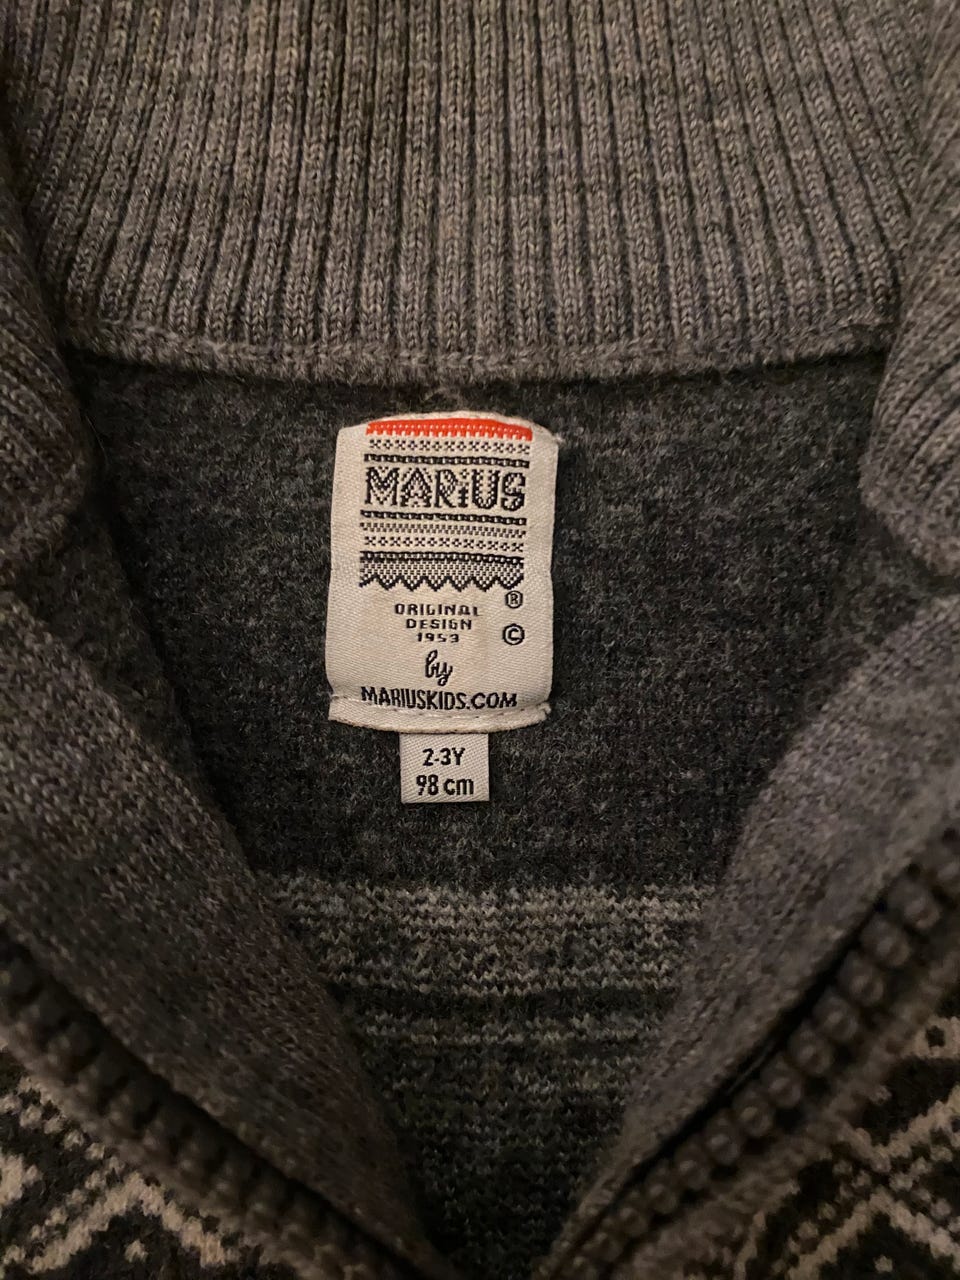 MARiUS
®
ORIGINAL
DESIGN
1953
©
by
MARIUSKIDS.COM
2-3Y
98 cm